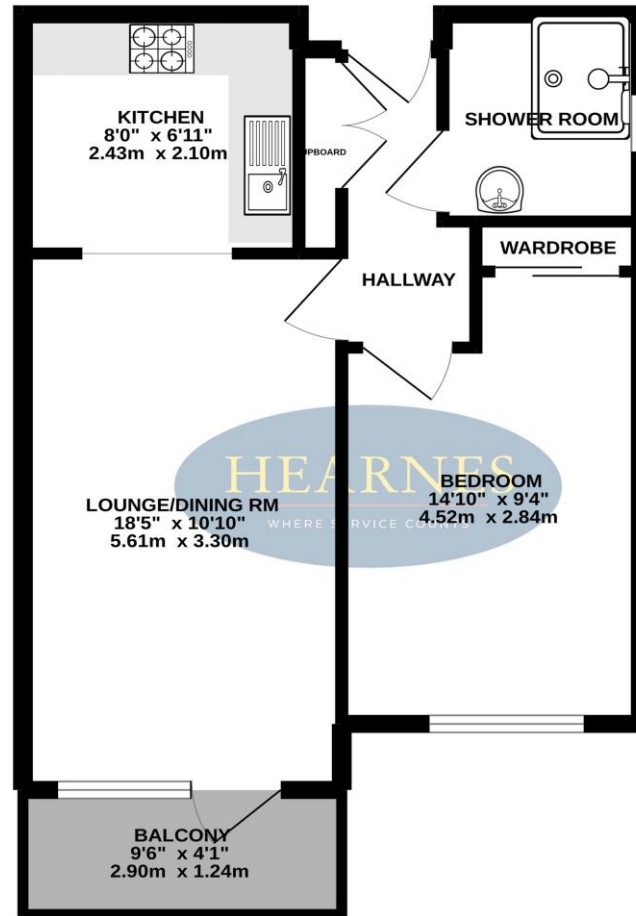 KITCHEN
8'0" x 6'11"
2.43m x 2.10m
SHOWER ROOM
UPBOARD
WARDROBE
HALLWAY
HEARNES
WHERE SERVICE COUNTS
LOUNGE/DINING RM
18'5" x 10'10"
5.61m x 3.30m
BEDROOM
14'10" x 9'4"
4.52m x 2.84m
BALCONY
9'6" x 4'1"
2.90m x 1.24m